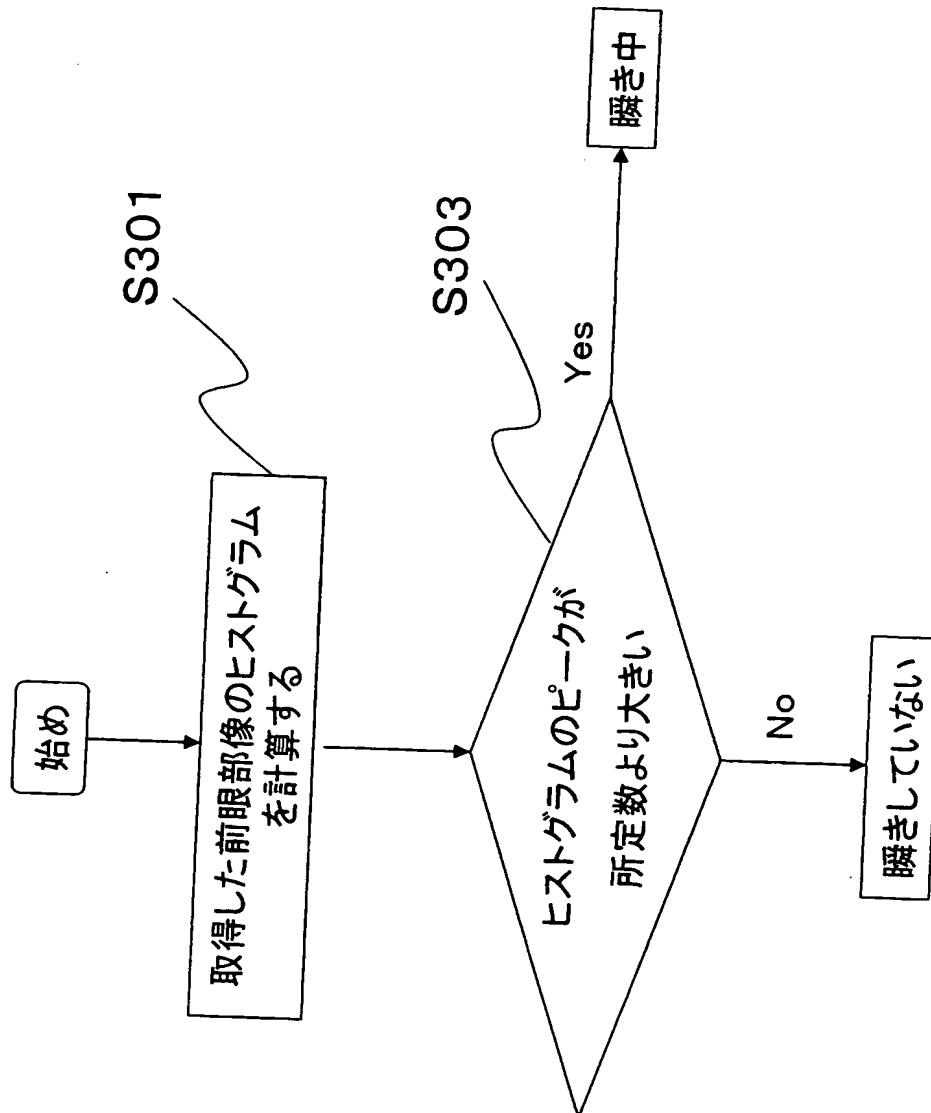 始め
S301
取得した前眼部像のヒストグラム
を計算する
S303
ヒストグラムのピークが
所定数より大きい
Yes
瞬き中
No
瞬きしていない